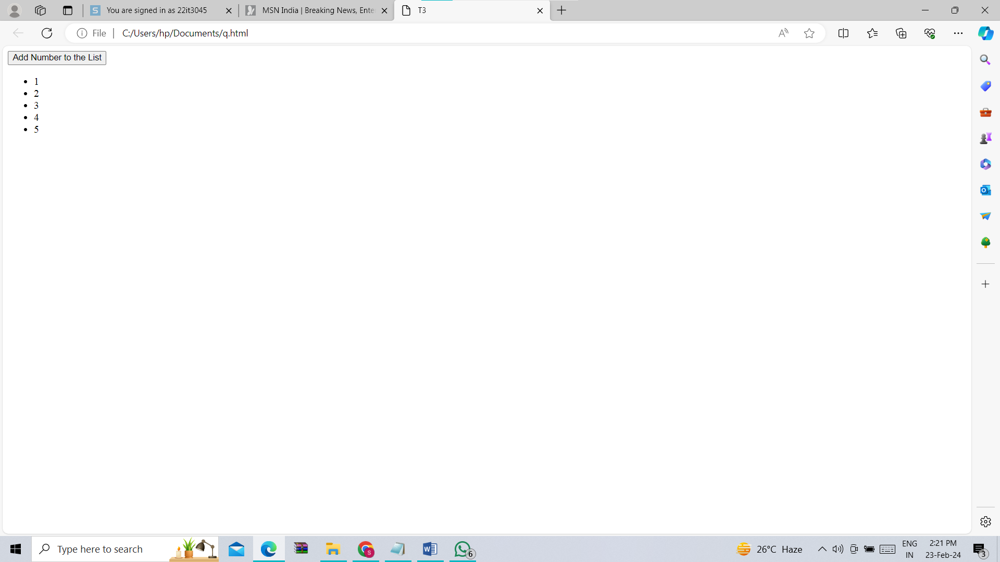 You are signed in as 22it3045
MSN India | Breaking News, Ente
T3
File
C:/Users/hp/Documents/q.html
Add Number to the List
1
2
3
4
5
Type here to search
26°C Haze
ENG
IN
2:21 PM
23-Feb-24
6
3